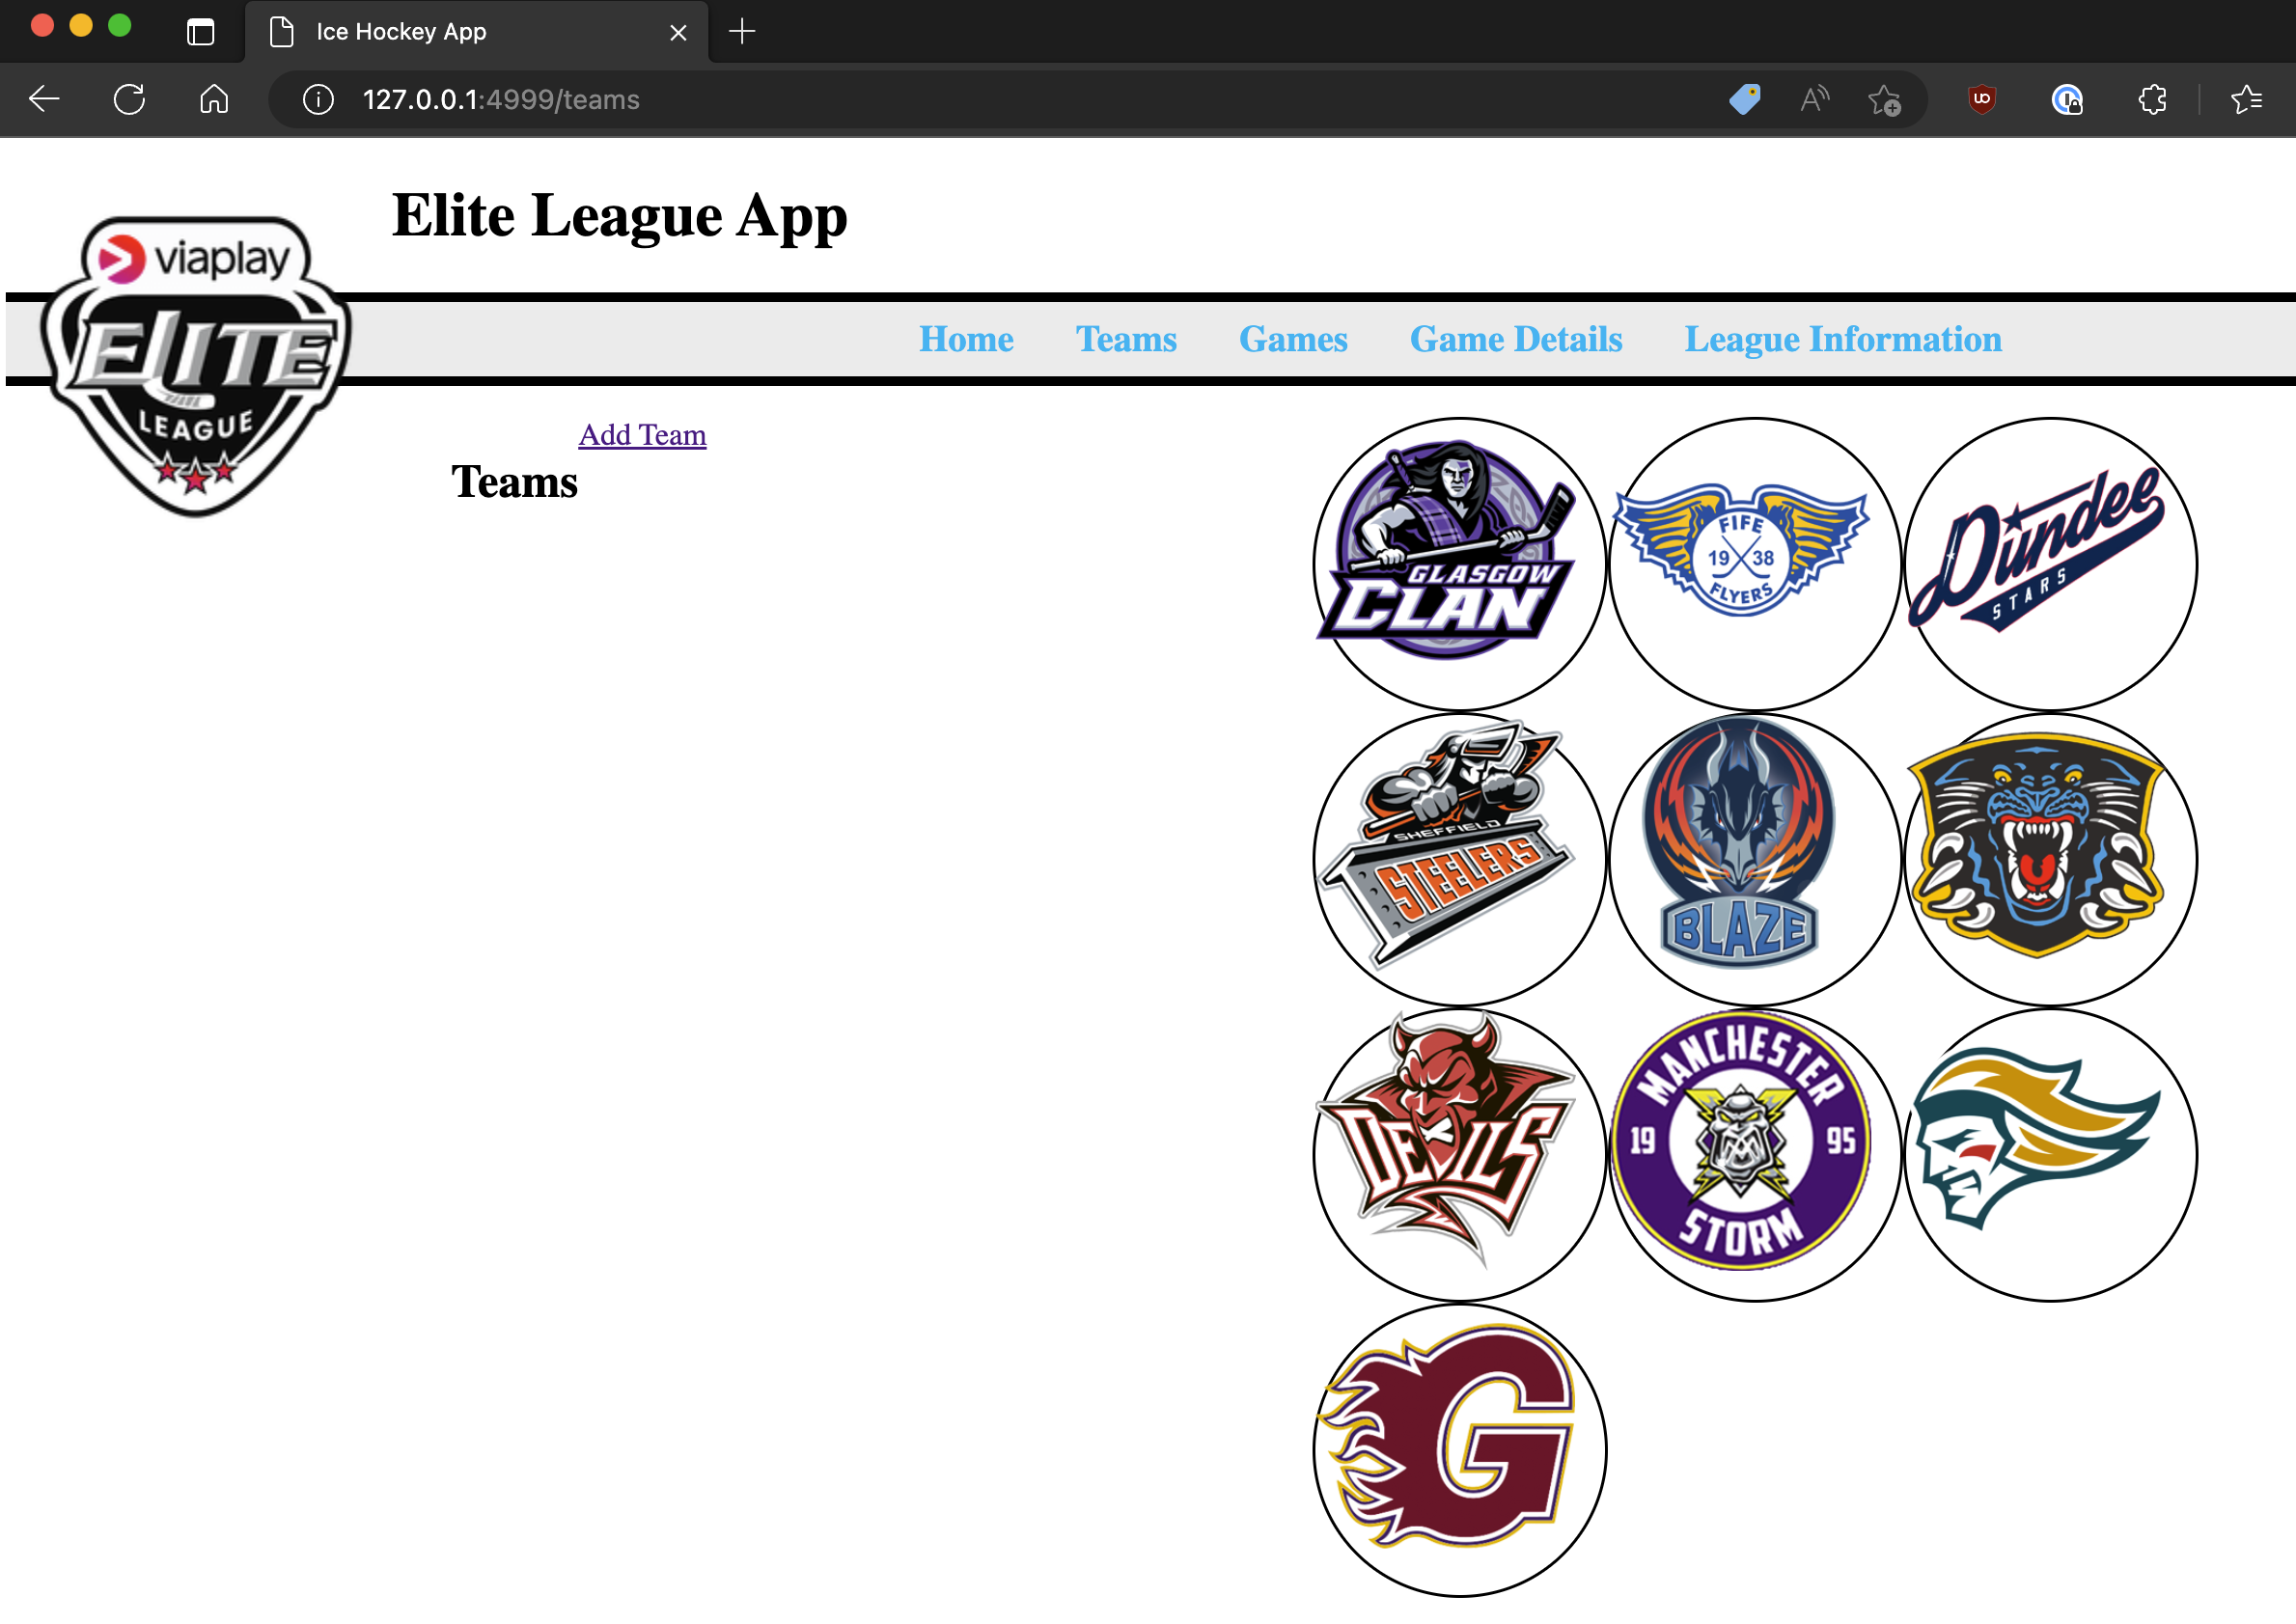 Ice Hockey App
127.0.0.1:4999/teams
Elite League App
viaplay
ELITE
LEAGUE
Home Teams Games Game Details League Information
Add Team
Teams
GLASGOW
CLAN
FIFE
19 38
FLYERS
Dundee
STARS
SHEFFIELD
STEELERS
BLAZE
DEVILS
MANCHESTER
19 95
STORM
G